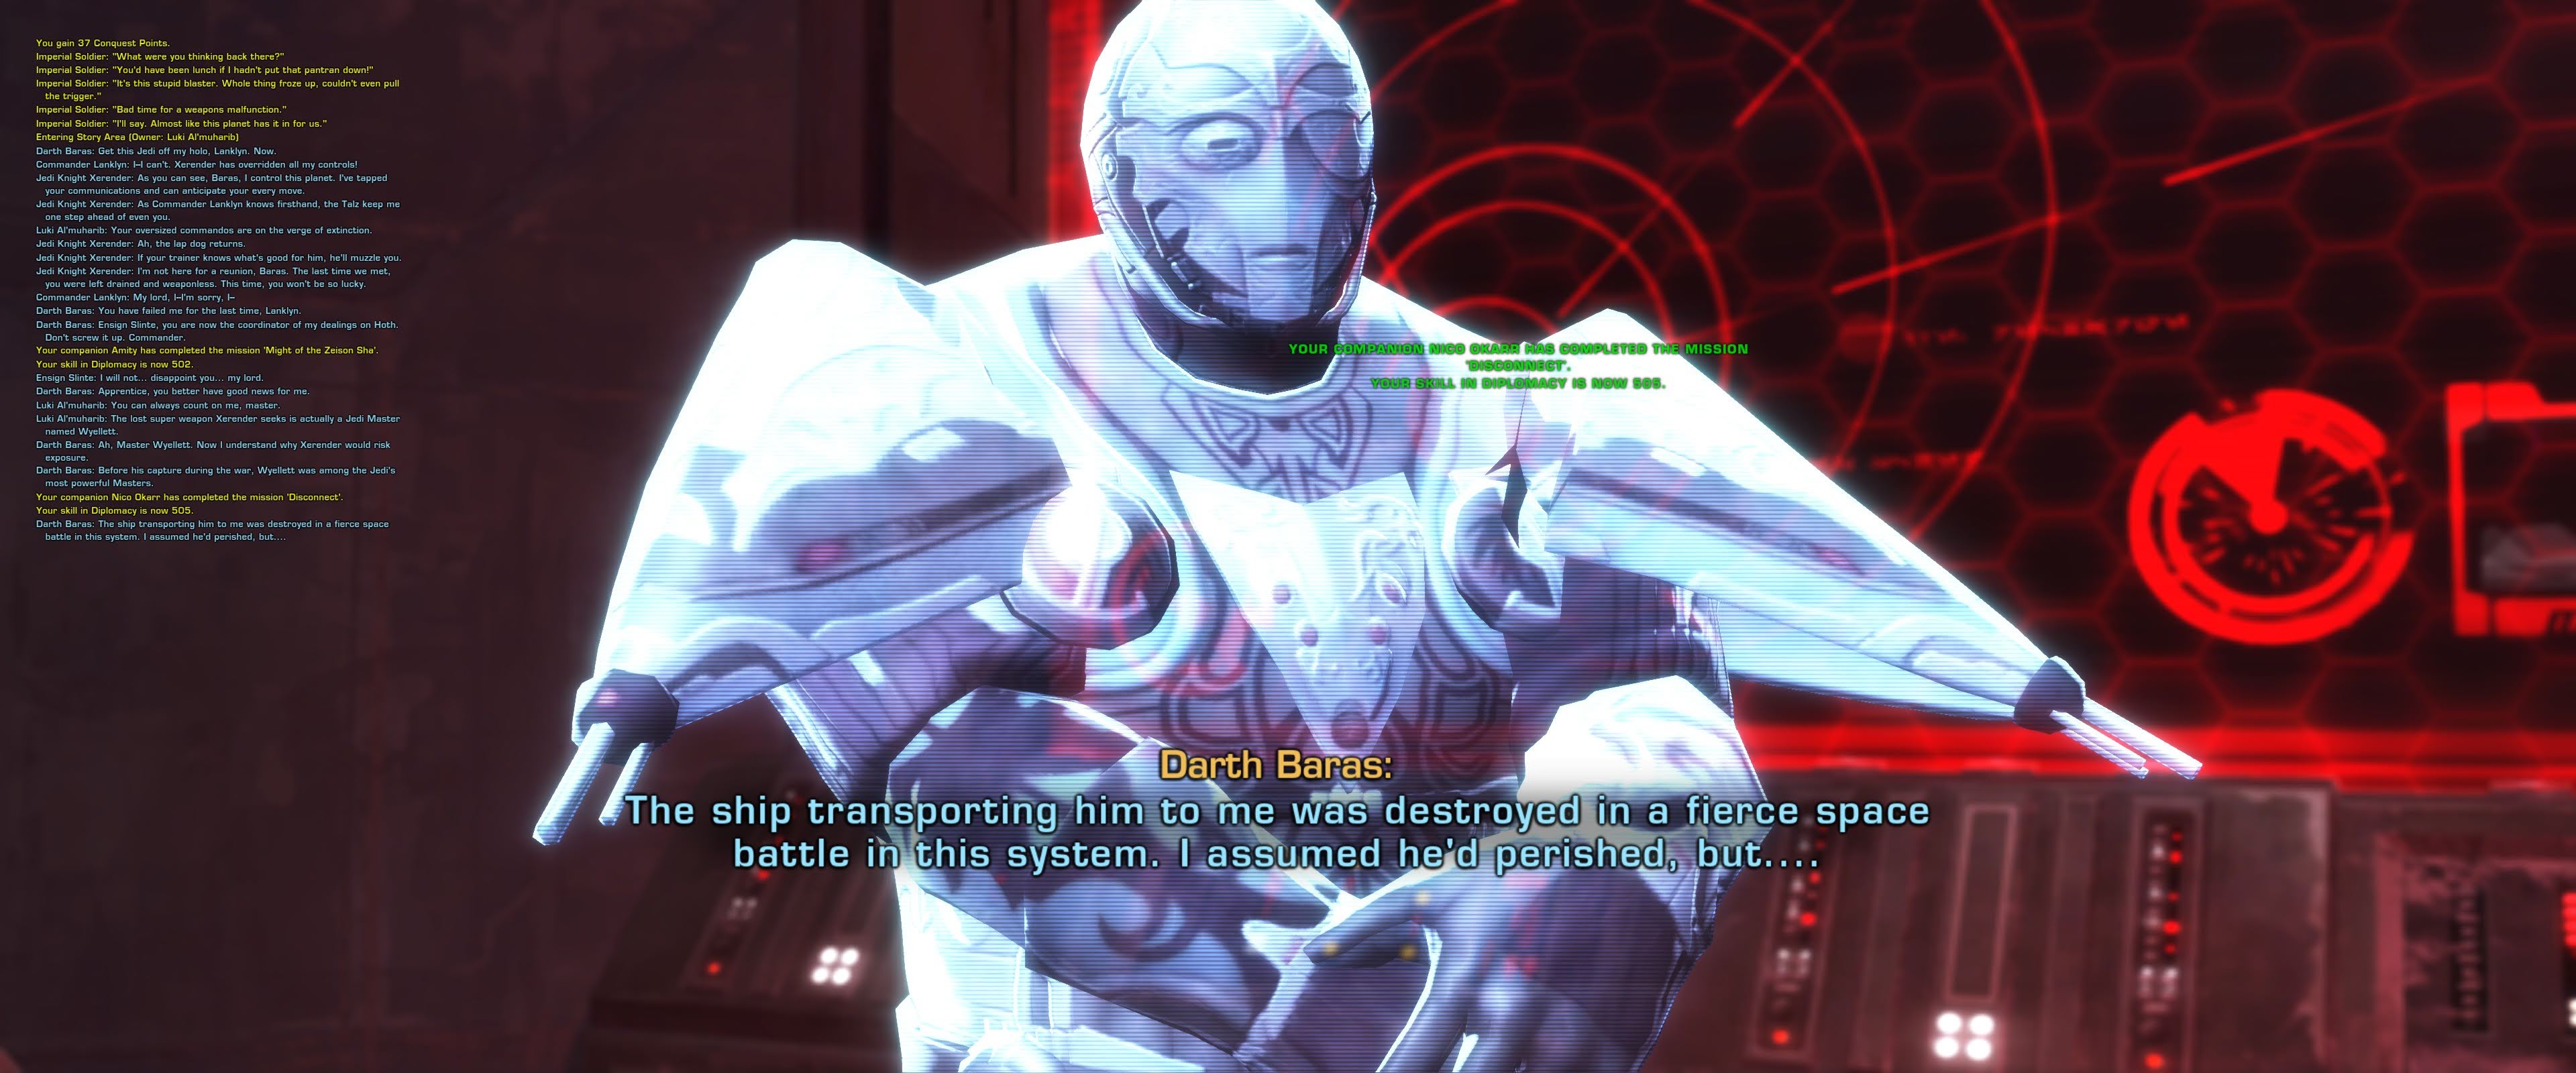 You gain 37 Conquest Points.
Imperial Soldier: "What were you thinking back there?"
Imperial Soldier: "You'd have been lunch if I hadn't put that pantran down!"
Imperial Soldier: "It's this stupid blaster. Whole thing froze up, couldn't even pull
the trigger."
Imperial Soldier: "Bad time for a weapons malfunction."
Imperial Soldier: "I'll say. Almost like this planet has it in for us."
Entering Story Area (Owner: Luki Al'muharib)
Darth Baras: Get this Jedi off my holo, Lanklyn. Now.
Commander Lanklyn: I—I can't. Xerender has overridden all my controls!
Jedi Knight Xerender: As you can see, Baras, I control this planet. I've tapped
your communications and can anticipate your every move.
Jedi Knight Xerender: As Commander Lanklyn knows firsthand, the Talz keep me
one step ahead of even you.
Luki Al'muharib: Your oversized commandos are on the verge of extinction.
Jedi Knight Xerender: Ah, the lap dog returns.
Jedi Knight Xerender: If your trainer knows what's good for him, he'll muzzle you.
Jedi Knight Xerender: I'm not here for a reunion, Baras. The last time we met,
you were left drained and weaponless. This time, you won't be so lucky.
Commander Lanklyn: My lord, I—I'm sorry, I—
Darth Baras: You have failed me for the last time, Lanklyn.
Darth Baras: Ensign Slinte, you are now the coordinator of my dealings on Hoth.
Don't screw it up. Commander.
Your companion Amity has completed the mission 'Might of the Zeison Sha'.
Your skill in Diplomacy is now 502.
Ensign Slinte: I will not... disappoint you... my lord.
Darth Baras: Apprentice, you better have good news for me.
Luki Al'muharib: You can always count on me, master.
Luki Al'muharib: The lost super weapon Xerender seeks is actually a Jedi Master
named Wyellett.
Darth Baras: Ah, Master Wyellett. Now I understand why Xerender would risk
exposure.
Darth Baras: Before his capture during the war, Wyellett was among the Jedi's
most powerful Masters.
Your companion Nico Okarr has completed the mission 'Disconnect'.
Your skill in Diplomacy is now 505.
Darth Baras: The ship transporting him to me was destroyed in a fierce space
battle in this system. I assumed he'd perished, but....
YOUR COMPANION NICO OKARR HAS COMPLETED THE MISSION
'DISCONNECT'.
YOUR SKILL IN DIPLOMACY IS NOW 505.
Darth Baras:
The ship transporting him to me was destroyed in a fierce space
battle in this system. I assumed he'd perished, but....